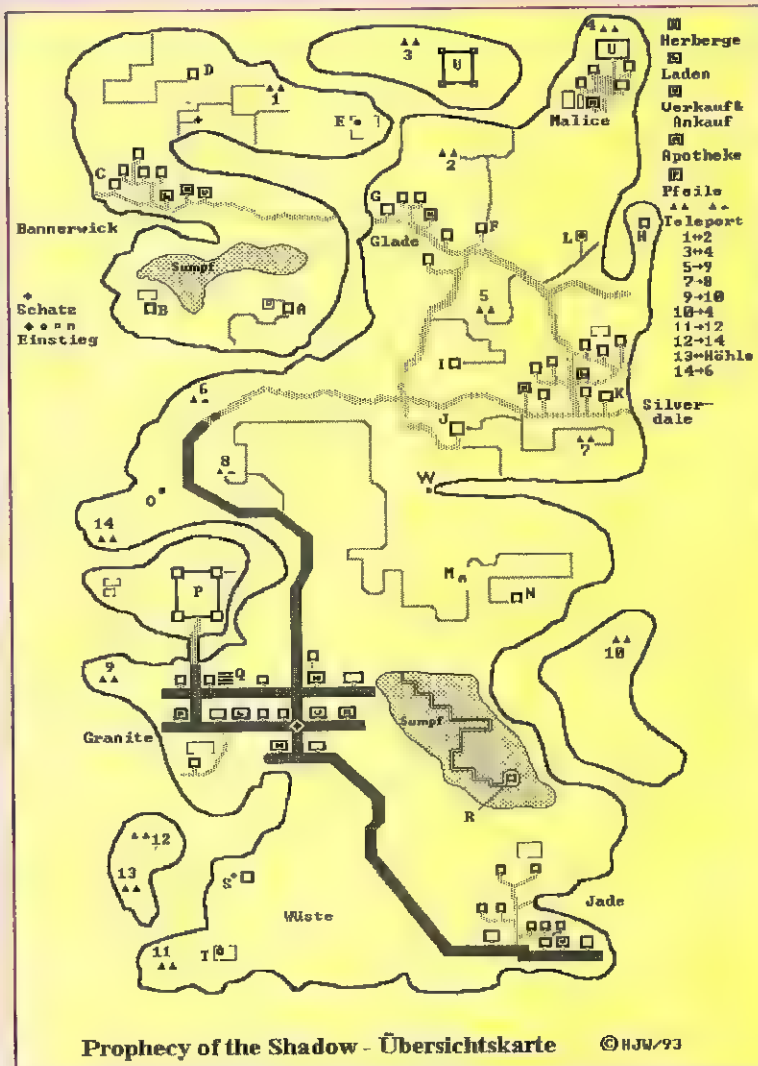 4
U
Herberge
Laden
Verkauf&
Ankauf
Apotheke
Pfeile
Teleport
1↔2
3↔4
5→9
7→8
9→10
10→4
11→12
12→14
13↔Höhle
14→6
3
U
Malice
D
1
E
2
C
Bannerwick
G
Glade
F
L
H
Sumpf
B
A
Schatz
Einstieg
5
I
K
Silver-
dale
6
J
7
8
W
O
14
P
M
N
9
Q
10
Sumpf
Granite
R
12
13
S
Wüste
Jade
11
T
Prophecy of the Shadow - Übersichtskarte
©HJW/93